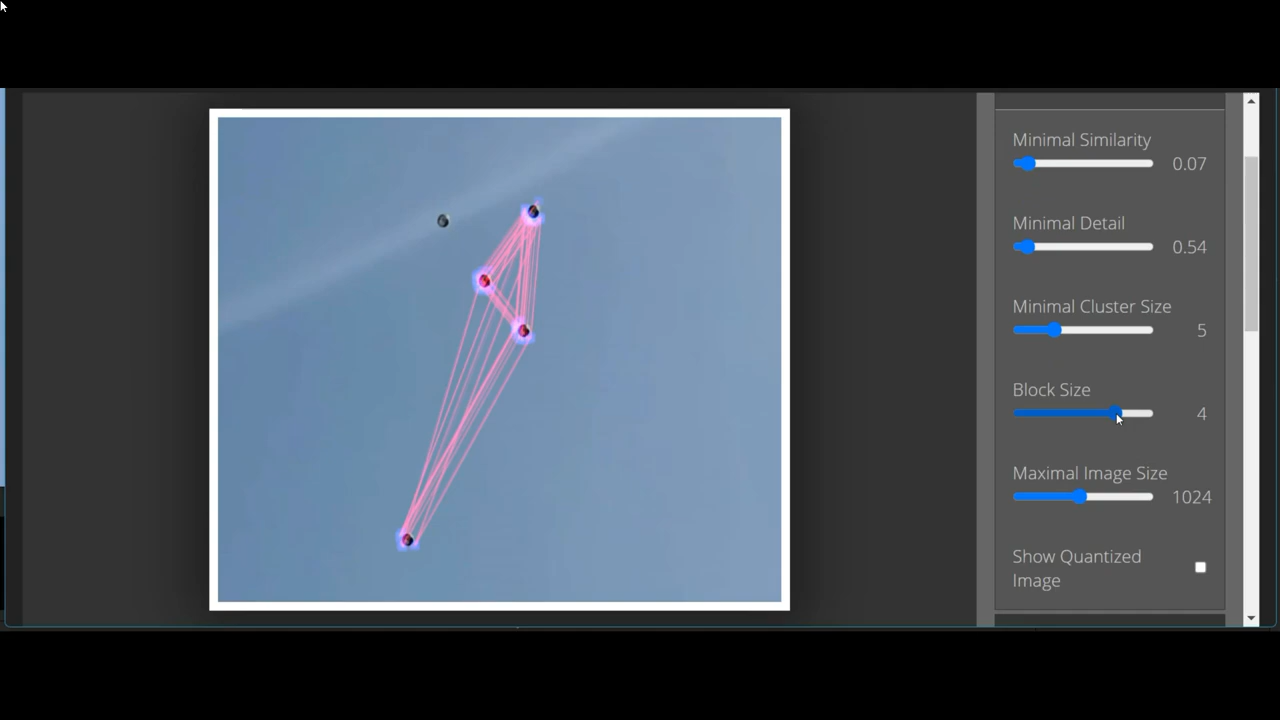 Minimal Similarity
0.07
Minimal Detail
0.54
Minimal Cluster Size
5
Block Size
4
Maximal Image Size
1024
Show Quantized
Image